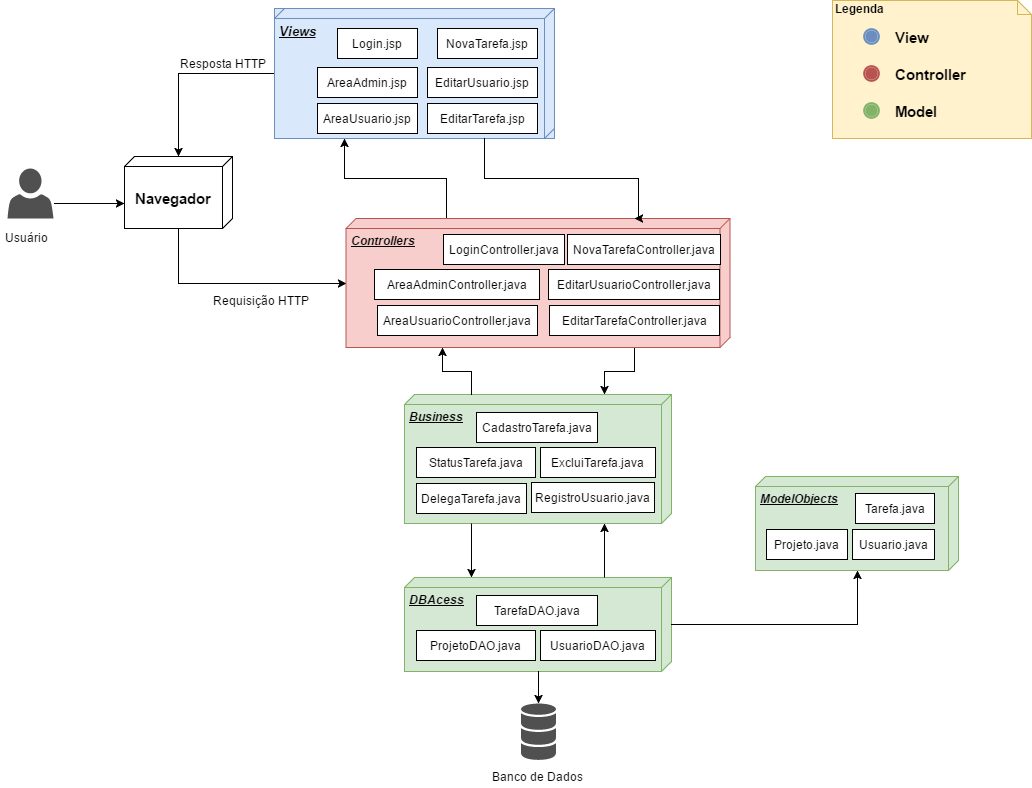 Legenda
View
Controller
Model
Views
Login.jsp
NovaTarefa.jsp
AreaAdmin.jsp
EditarUsuario.jsp
AreaUsuario.jsp
EditarTarefa.jsp
Resposta HTTP
Navegador
Usuário
Requisição HTTP
Controllers
LoginController.java
NovaTarefaController.java
AreaAdminController.java
EditarUsuarioController.java
AreaUsuarioController.java
EditarTarefaController.java
Business
CadastroTarefa.java
StatusTarefa.java
ExcluiTarefa.java
DelegaTarefa.java
RegistroUsuario.java
ModelObjects
Tarefa.java
Projeto.java
Usuario.java
DBAcess
TarefaDAO.java
ProjetoDAO.java
UsuarioDAO.java
Banco de Dados